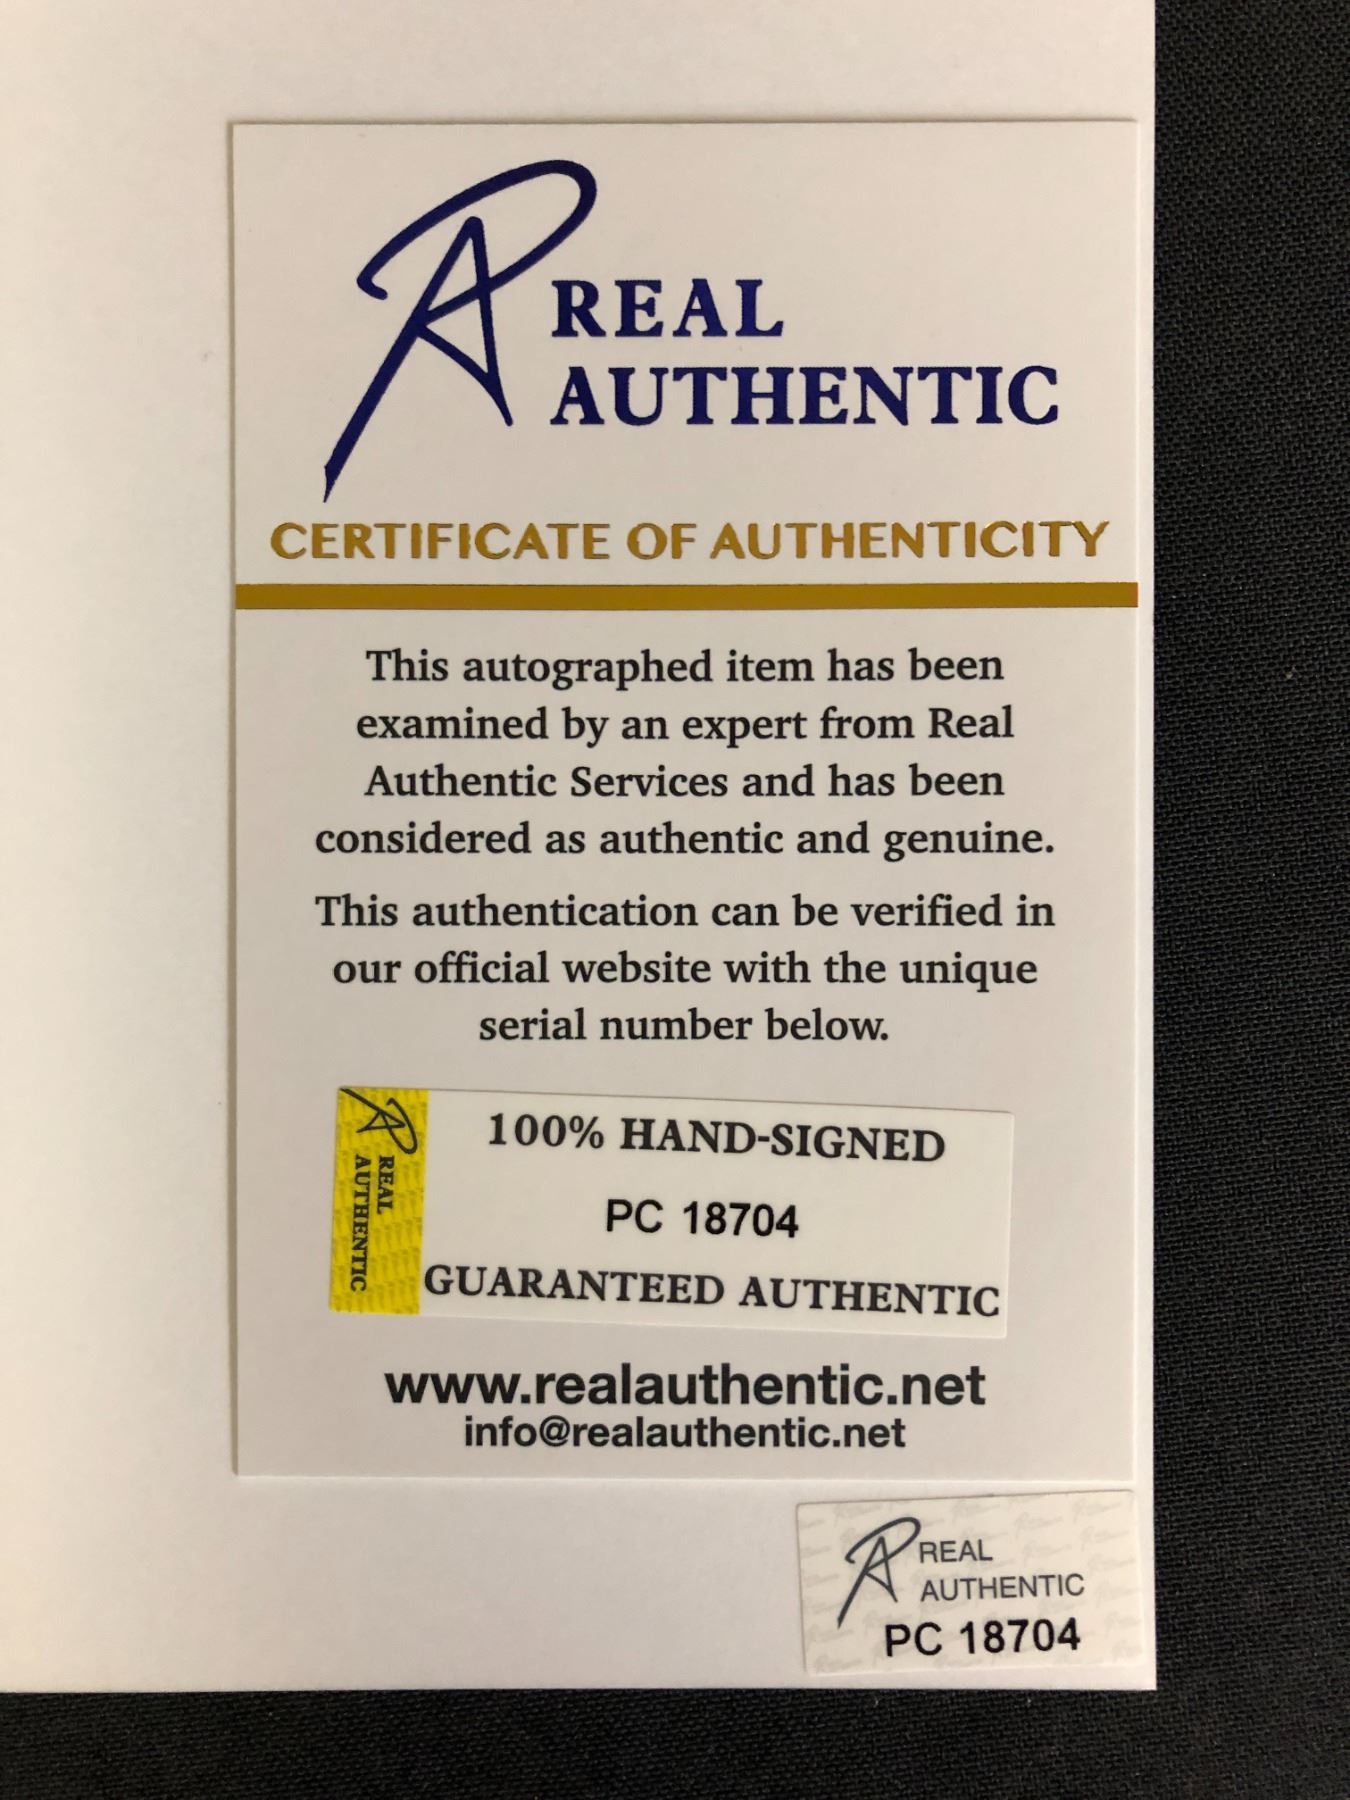 REAL
AUTHENTIC
CERTIFICATE OF AUTHENTICITY
This autographed item has been
examined by an expert from Real
Authentic Services and has been
considered as authentic and genuine.
This authentication can be verified in
our official website with the unique
serial number below.
REAL
AUTHENTIC
100% HAND-SIGNED
PC 18704
GUARANTEED AUTHENTIC
www.realauthentic.net
info@realauthentic.net
REAL
AUTHENTIC
PC 18704